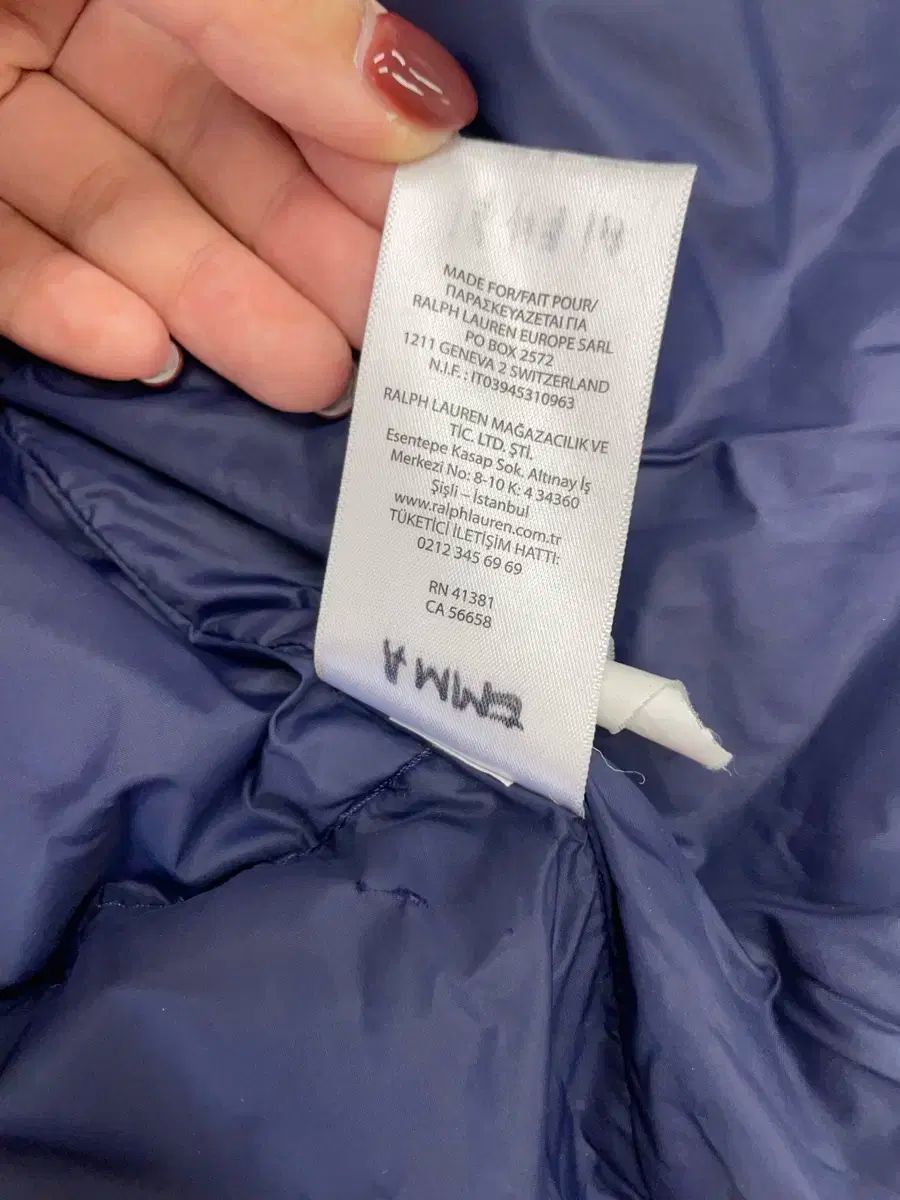 MADE FOR/FAIT POUR/
ΠΑΡΑΣΚΕΥΑΖΕΤΑΙ ΓΙΑ
RALPH LAUREN EUROPE SARL
PO BOX 2572
1211 GENEVA 2 SWITZERLAND
N.I.F. : IT03945310963
RALPH LAUREN MAĞAZACILIK VE
TİC. LTD. ŞTİ.
Esentepe Kasap Sok. Altınay İş
Merkezi No: 8-10 K: 4 34360
Şişli – İstanbul
www.ralphlauren.com.tr
TÜKETİCİ İLETİŞİM HATTI:
0212 345 69 69
RN 41381
CA 56658
EMMA